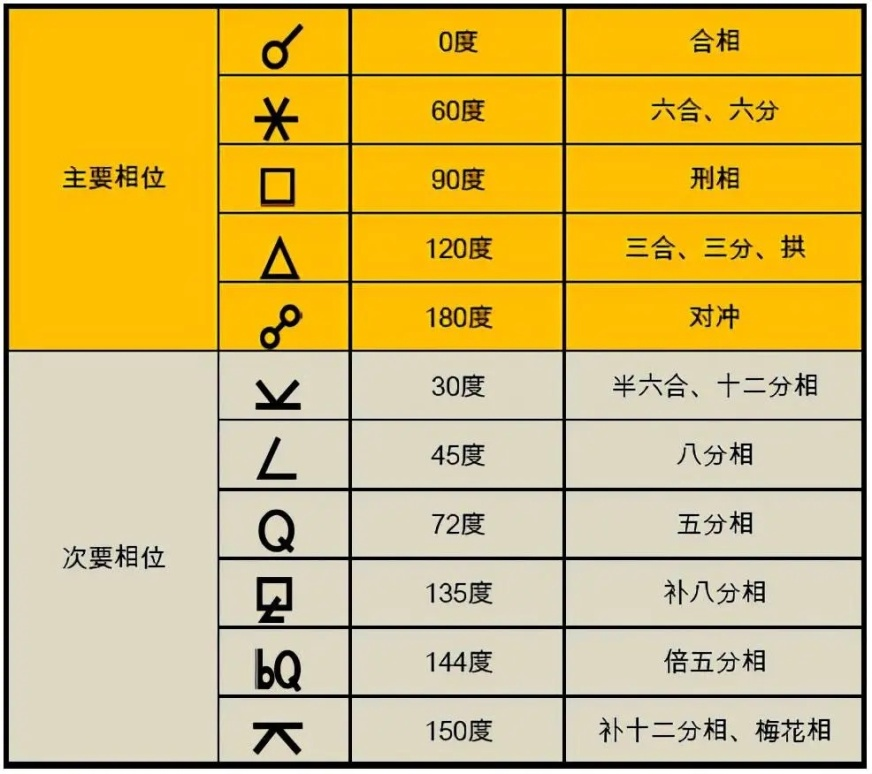 主要相位
☌ 0度 合相
⚹ 60度 六合、六分
□ 90度 刑相
△ 120度 三合、三分、拱
☍ 180度 对冲
次要相位
⚺ 30度 半六合、十二分相
∠ 45度 八分相
Q 72度 五分相
⚼ 135度 补八分相
bQ 144度 倍五分相
⚻ 150度 补十二分相、梅花相